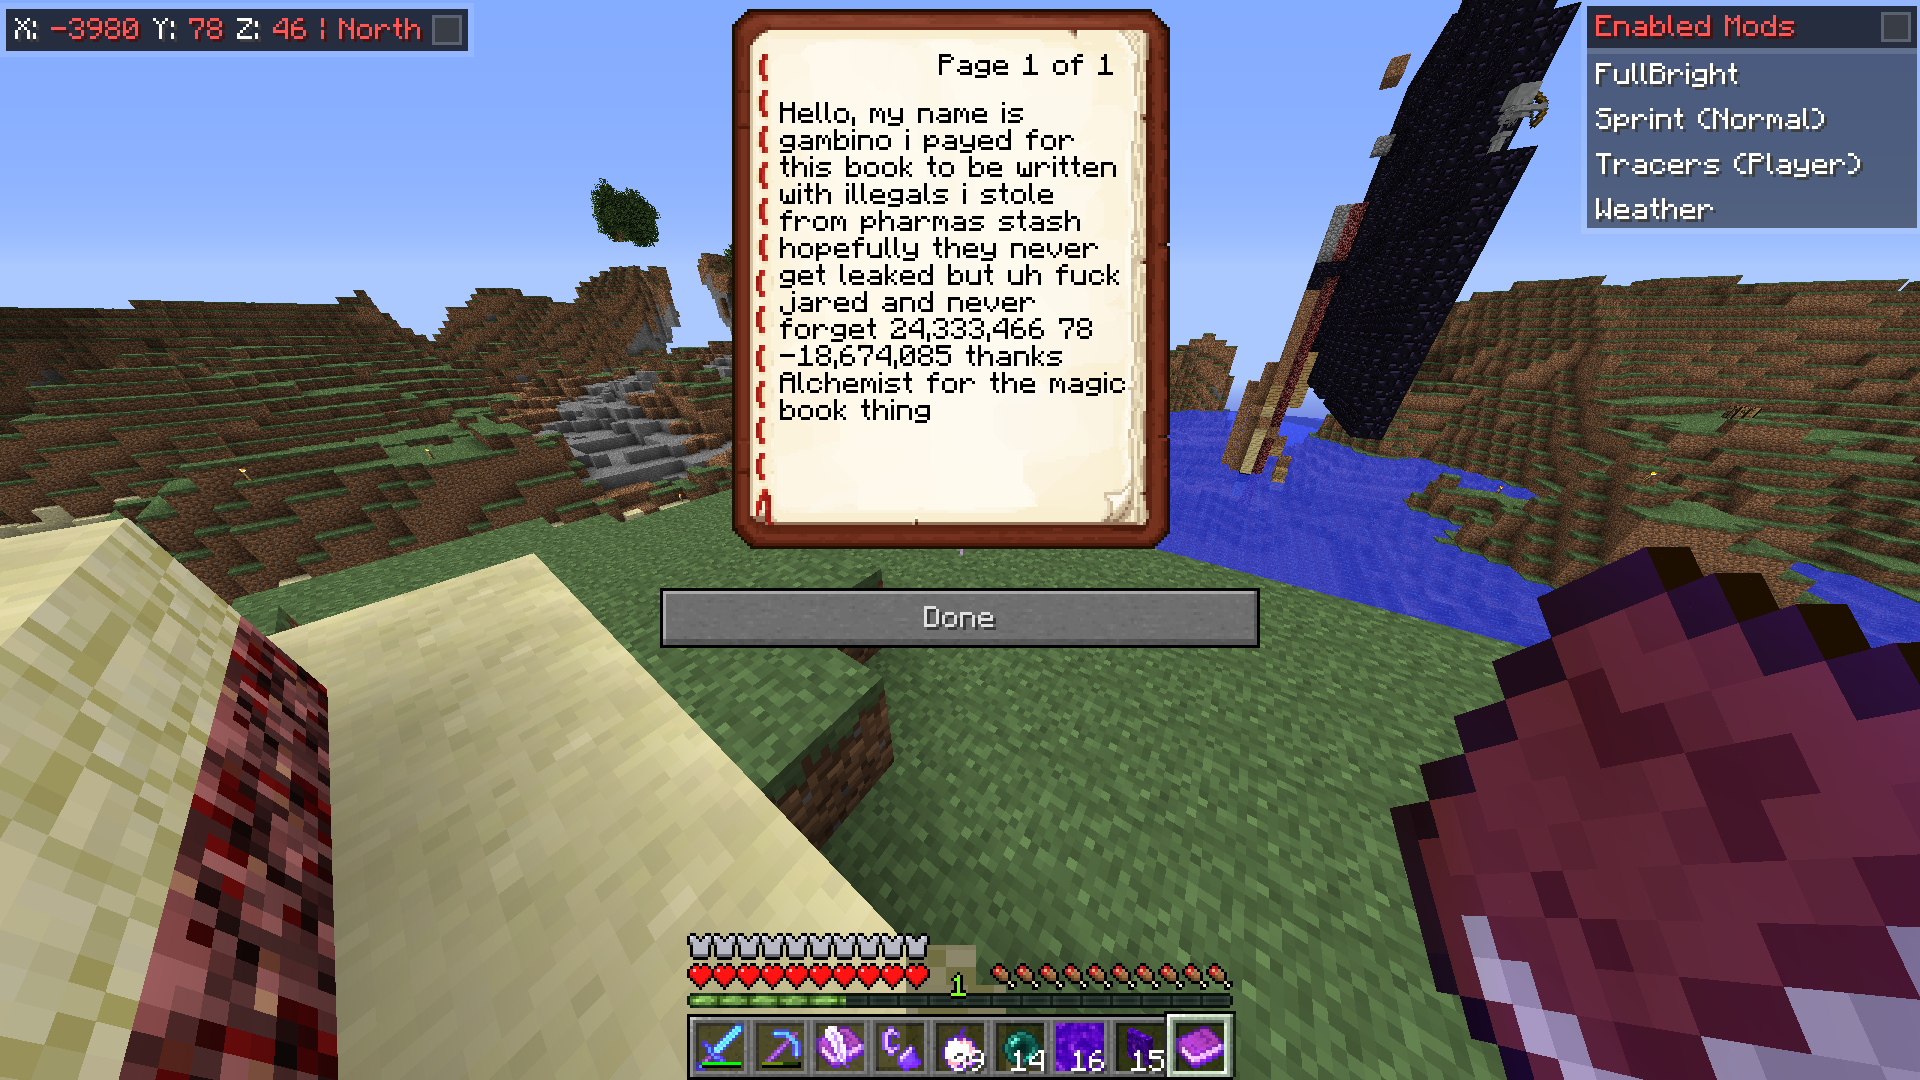 X: -3980 Y: 78 Z: 46 | North
Enabled Mods
FullBright
Sprint (Normal)
Tracers (Player)
Weather
Page 1 of 1
Hello, my name is
gambino i payed for
this book to be written
with illegals i stole
from pharmas stash
hopefully they never
get leaked but uh fuck
jared and never
forget 24,333,466 78
-18,674,085 thanks
Alchemist for the magic
book thing
Done
1
9
14
16
15